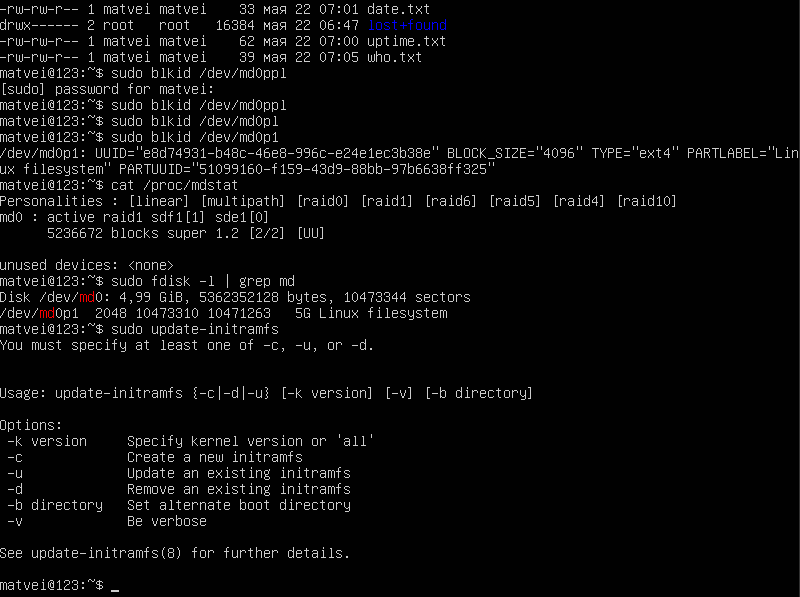 -rw-rw-r-- 1 matvei matvei    33 мая 22 07:01 date.txt
drwx------ 2 root   root   16384 мая 22 06:47 lost+found
-rw-rw-r-- 1 matvei matvei    62 мая 22 07:00 uptime.txt
-rw-rw-r-- 1 matvei matvei    39 мая 22 07:05 who.txt
matvei@123:~$ sudo blkid /dev/md0ppl
[sudo] password for matvei:
matvei@123:~$ sudo blkid /dev/md0ppl
matvei@123:~$ sudo blkid /dev/md0pl
matvei@123:~$ sudo blkid /dev/md0p1
/dev/md0p1: UUID="e8d74931-b48c-46e8-996c-e24e1ec3b38e" BLOCK_SIZE="4096" TYPE="ext4" PARTLABEL="Lin
ux filesystem" PARTUUID="51099160-f159-43d9-88bb-97b6638ff325"
matvei@123:~$ cat /proc/mdstat
Personalities : [linear] [multipath] [raid0] [raid1] [raid6] [raid5] [raid4] [raid10]
md0 : active raid1 sdf1[1] sde1[0]
      5236672 blocks super 1.2 [2/2] [UU]
unused devices: <none>
matvei@123:~$ sudo fdisk -l | grep md
Disk /dev/md0: 4,99 GiB, 5362352128 bytes, 10473344 sectors
/dev/md0p1  2048 10473310 10471263   5G Linux filesystem
matvei@123:~$ sudo update-initramfs
You must specify at least one of -c, -u, or -d.
Usage: update-initramfs {-c|-d|-u} [-k version] [-v] [-b directory]
Options:
 -k version     Specify kernel version or 'all'
 -c             Create a new initramfs
 -u             Update an existing initramfs
 -d             Remove an existing initramfs
 -b directory   Set alternate boot directory
 -v             Be verbose
See update-initramfs(8) for further details.
matvei@123:~$ _